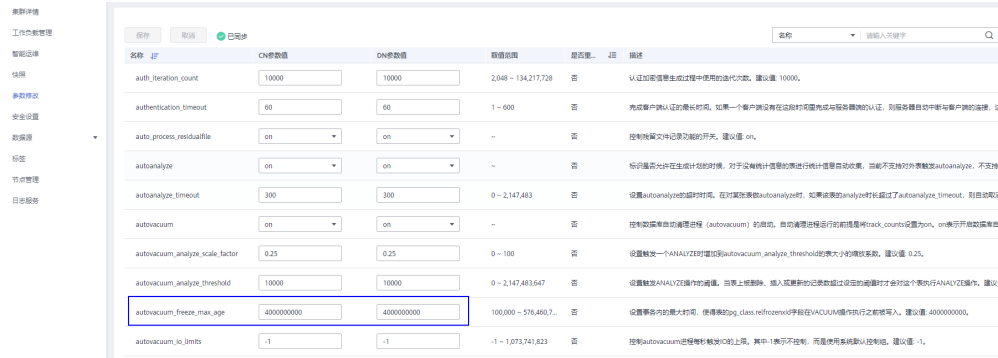 集群详情
工作负载管理
智能运维
快照
参数修改
安全设置
数据源
标签
节点管理
日志服务
保存 取消 已同步 名称 请输入关键字
名称 CN参数值 DN参数值 取值范围 是否重... 描述
auth_iteration_count 10000 10000 2,048 ~ 134,217,728 否 认证加密信息生成过程中使用的迭代次数。建议值: 10000。
authentication_timeout 60 60 1 ~ 600 否 完成客户端认证的最长时间。如果一个客户端没有在这段时间里完成与服务器端的认证，则服务器自动中断与客户端的连接，这
auto_process_residualfile on on ~ 否 控制残留文件记录功能的开关。建议值: on。
autoanalyze on on ~ 否 标识是否允许在生成计划的时候，对于没有统计信息的表进行统计信息自动收集，当前不支持对外表触发autoanalyze，不支持
autoanalyze_timeout 300 300 0 ~ 2,147,483 否 设置autoanalyze的超时时间。在对某张表做autoanalyze时，如果该表的analyze时长超过了autoanalyze_timeout，则自动取消
autovacuum on on ~ 否 控制数据库自动清理进程（autovacuum）的启动。自动清理进程运行的前提是将track_counts设置为on。on表示开启数据库自
autovacuum_analyze_scale_factor 0.25 0.25 0 ~ 100 否 设置触发一个ANALYZE时增加到autovacuum_analyze_threshold的表大小的缩放系数。建议值: 0.25。
autovacuum_analyze_threshold 10000 10000 0 ~ 2,147,483,647 否 设置触发ANALYZE操作的阈值。当表上被删除、插入或更新的记录数超过设定的阈值时才会对这个表执行ANALYZE操作。建议
autovacuum_freeze_max_age 4000000000 4000000000 100,000 ~ 576,460,7... 否 设置事务内的最大时间，使得表的pg_class.relfrozenxid字段在VACUUM操作执行之前被写入。建议值: 4000000000。
autovacuum_io_limits -1 -1 -1 ~ 1,073,741,823 否 控制autovacuum进程每秒触发IO的上限。其中-1表示不控制，而是使用系统默认控制组。建议值: -1。